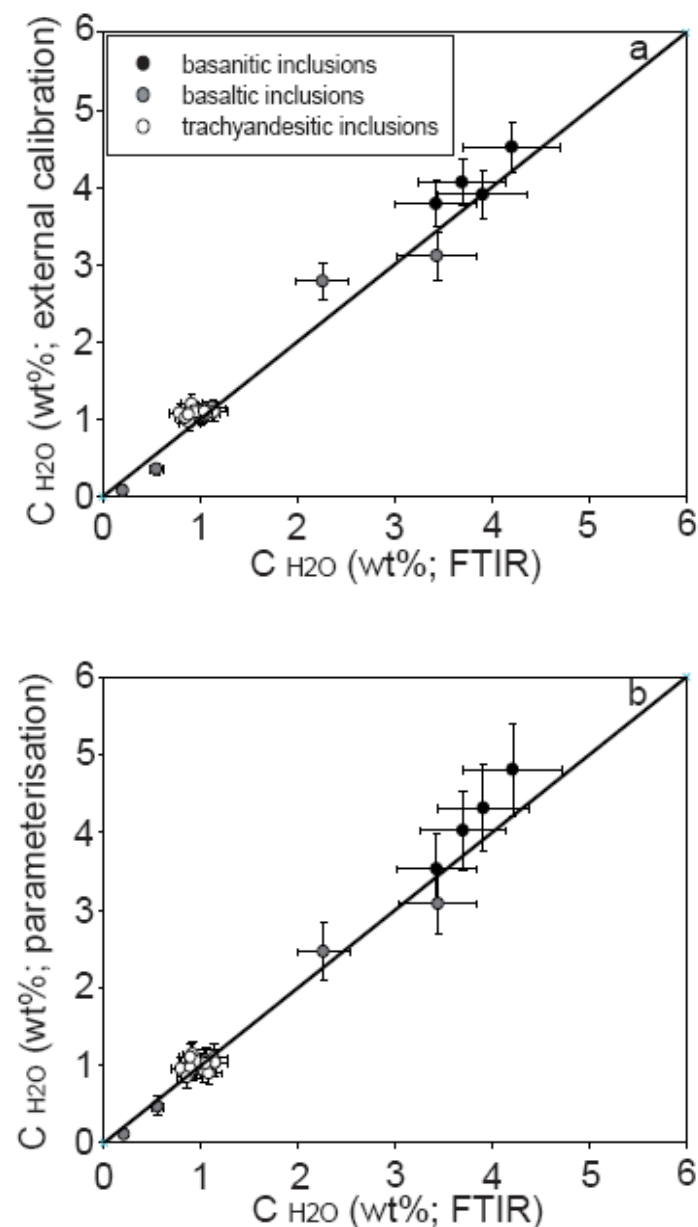 6
5
4
3
2
1
0
C H2O (wt%; external calibration)
a
basanitic inclusions
basaltic inclusions
trachyandesitic inclusions
0 1 2 3 4 5 6
C H2O (wt%; FTIR)
6
5
4
3
2
1
0
C H2O (wt%; parameterisation)
b
0 1 2 3 4 5 6
C H2O (wt%; FTIR)